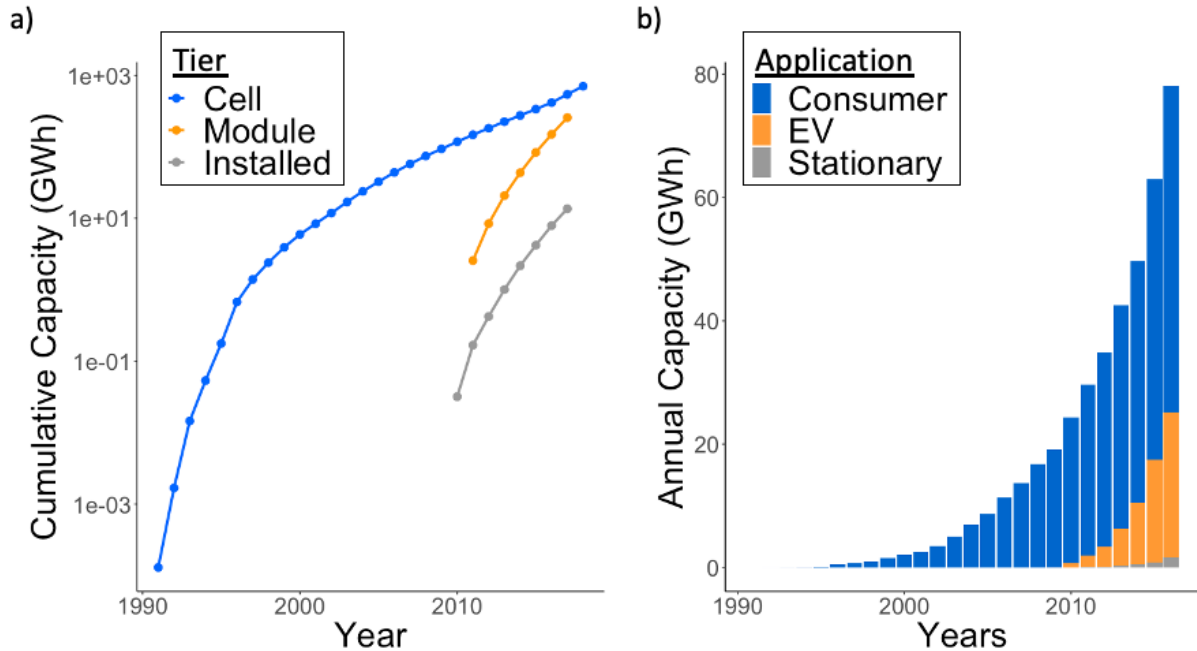 a)
Tier
Cell
Module
Installed
Cumulative Capacity (GWh)
1e+03
1e+01
1e-01
1e-03
1990
2000
2010
Year
b)
Application
Consumer
EV
Stationary
Annual Capacity (GWh)
80
60
40
20
0
1990
2000
2010
Years